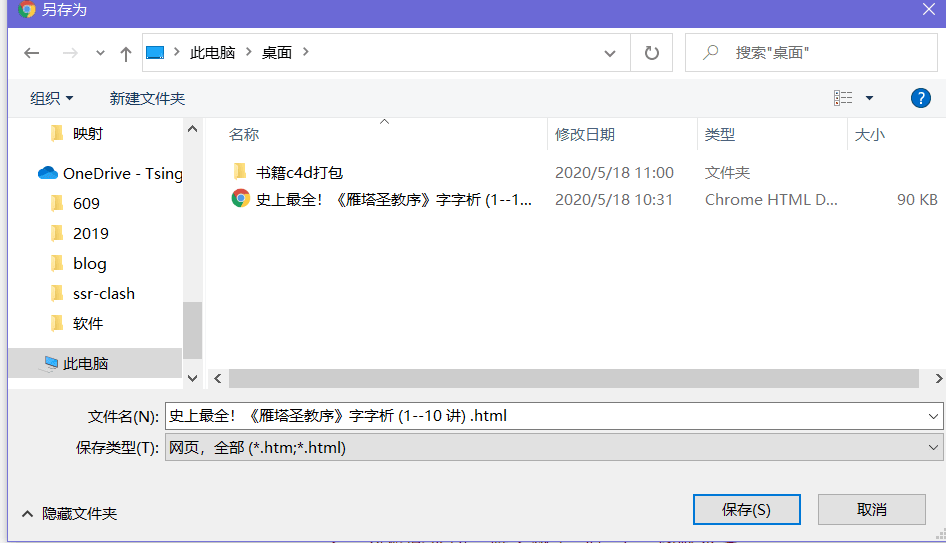 另存为
此电脑 桌面
搜索"桌面"
组织 新建文件夹
?
名称 修改日期 类型 大小
映射
OneDrive - Tsing
609
2019
blog
ssr-clash
软件
此电脑
书籍c4d打包 2020/5/18 11:00 文件夹
史上最全！《雁塔圣教序》字字析 (1--1... 2020/5/18 10:31 Chrome HTML D... 90 KB
文件名(N): 史上最全！《雁塔圣教序》字字析 (1--10 讲) .html
保存类型(T): 网页，全部 (*.htm;*.html)
隐藏文件夹 保存(S) 取消